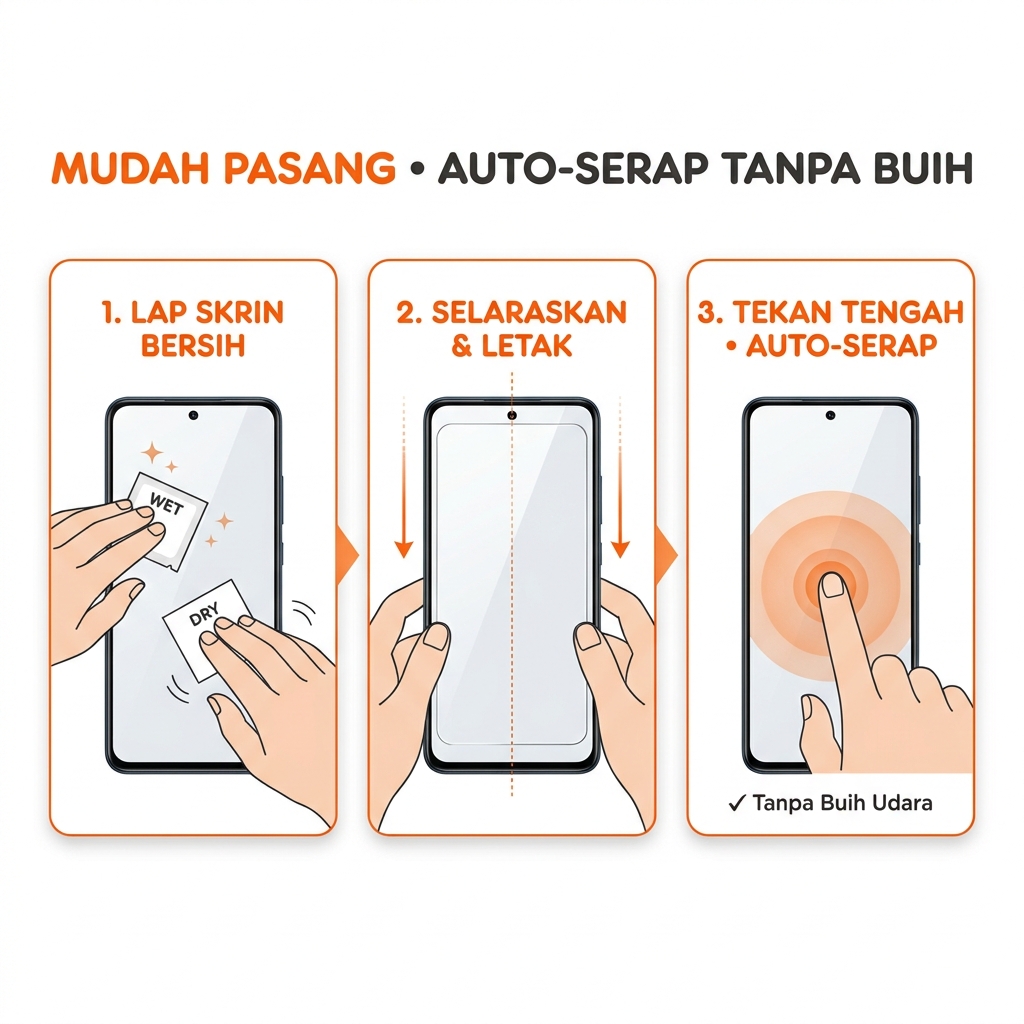 MUDAH PASANG • AUTO-SERAP TANPA BUIH
1. LAP SKRIN
BERSIH
WET
DRY
2. SELARASKAN
& LETAK
3. TEKAN TENGAH
• AUTO-SERAP
✓ Tanpa Buih Udara